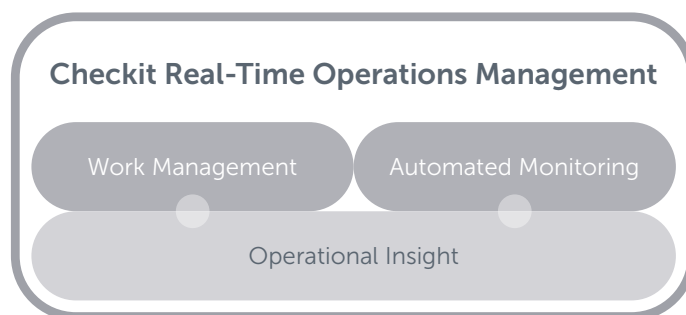 Checkit Real-Time Operations Management
Work Management
Automated Monitoring
Operational Insight